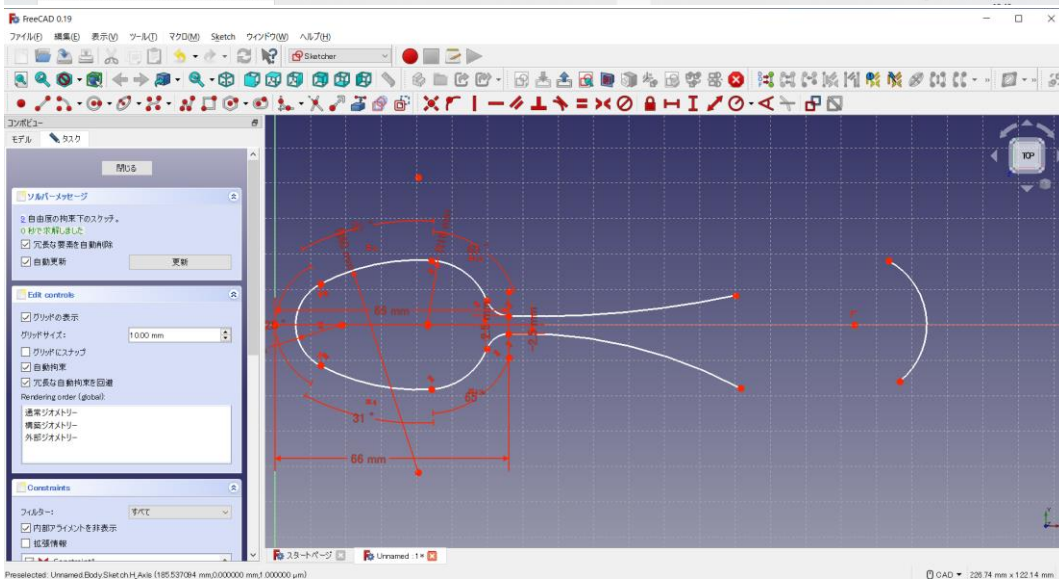 FreeCAD 0.19
ファイル(F) 編集(E) 表示(V) ツール(T) マクロ(M) Sketch ウィンドウ(W) ヘルプ(H)
Sketcher
コンボビュー
モデル タスク
閉じる
ソルバーメッセージ
自由度の拘束下のスケッチ。
0 秒で求解しました
冗長な要素を自動削除
自動更新 更新
Edit controls
グリッドの表示
グリッドサイズ: 10.00 mm
グリッドにスナップ
自動拘束
冗長な自動拘束を回避
Rendering order (global):
通常ジオメトリー
構築ジオメトリー
外部ジオメトリー
Constraints
フィルター: すべて
内部アライメントを非表示
拡張情報
65 mm
31 °
65°
66 mm
TOP
スタートページ
Unnamed : 1*
Preselected: Unnamed.Body.Sketch.H_Axis (185.537094 mm,0.000000 mm,1.000000 μm)
CAD 226.74 mm x 122.14 mm